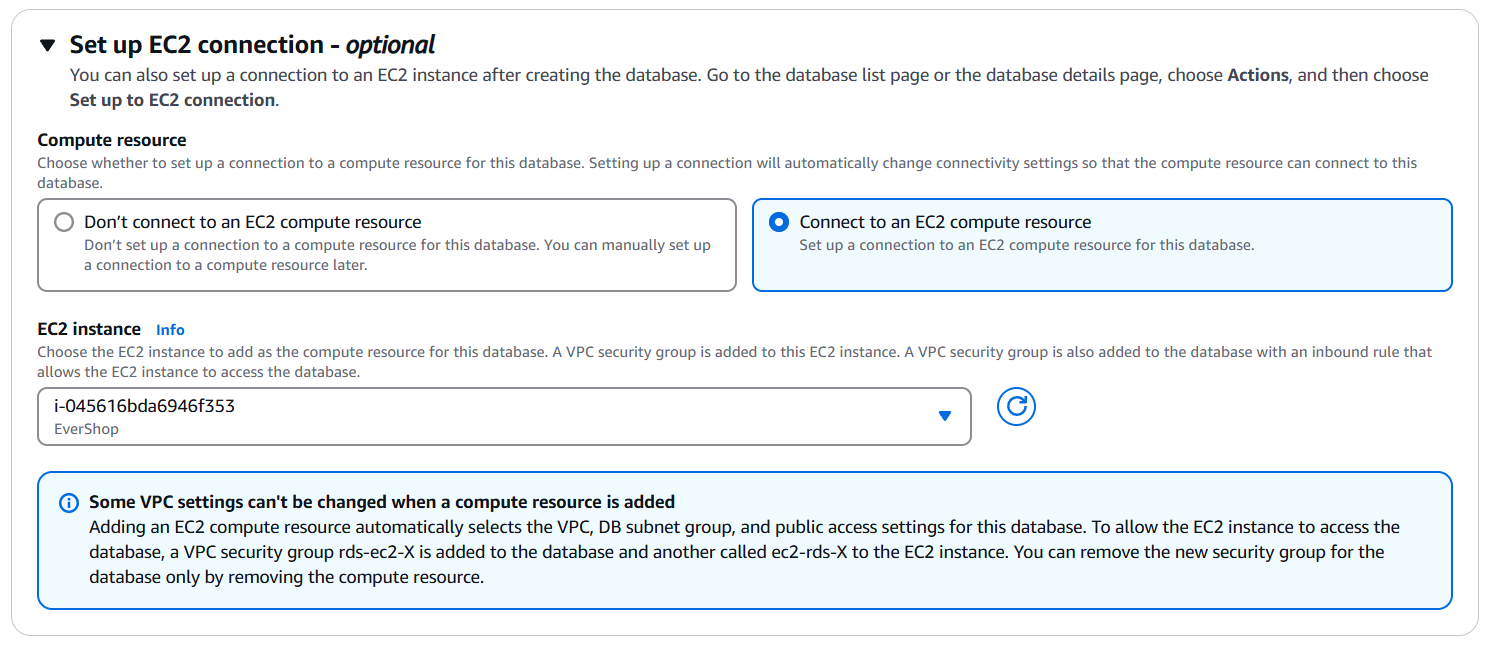 Set up EC2 connection - optional
You can also set up a connection to an EC2 instance after creating the database. Go to the database list page or the database details page, choose Actions, and then choose
Set up to EC2 connection.
Compute resource
Choose whether to set up a connection to a compute resource for this database. Setting up a connection will automatically change connectivity settings so that the compute resource can connect to this
database.
Don’t connect to an EC2 compute resource
Don’t set up a connection to a compute resource for this database. You can manually set up
a connection to a compute resource later.
Connect to an EC2 compute resource
Set up a connection to an EC2 compute resource for this database.
EC2 instance Info
Choose the EC2 instance to add as the compute resource for this database. A VPC security group is added to this EC2 instance. A VPC security group is also added to the database with an inbound rule that
allows the EC2 instance to access the database.
i-045616bda6946f353
EverShop
Some VPC settings can't be changed when a compute resource is added
Adding an EC2 compute resource automatically selects the VPC, DB subnet group, and public access settings for this database. To allow the EC2 instance to access the
database, a VPC security group rds-ec2-X is added to the database and another called ec2-rds-X to the EC2 instance. You can remove the new security group for the
database only by removing the compute resource.